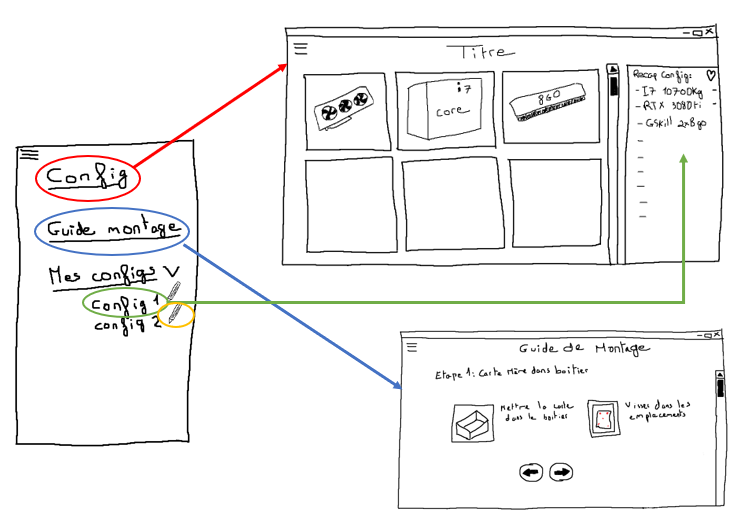 Config
Guide montage
Mes configs V
config 1
config 2
Titre
i7
core
8GO
Recap Config:
- I7 10700kg -
- RTX 3080ti -
- GSkill 2x8go
Guide de Montage
Etape 1: Carte Mère dans boitier
Mettre la carte
dans le boitier
Visses dans les
emplacements